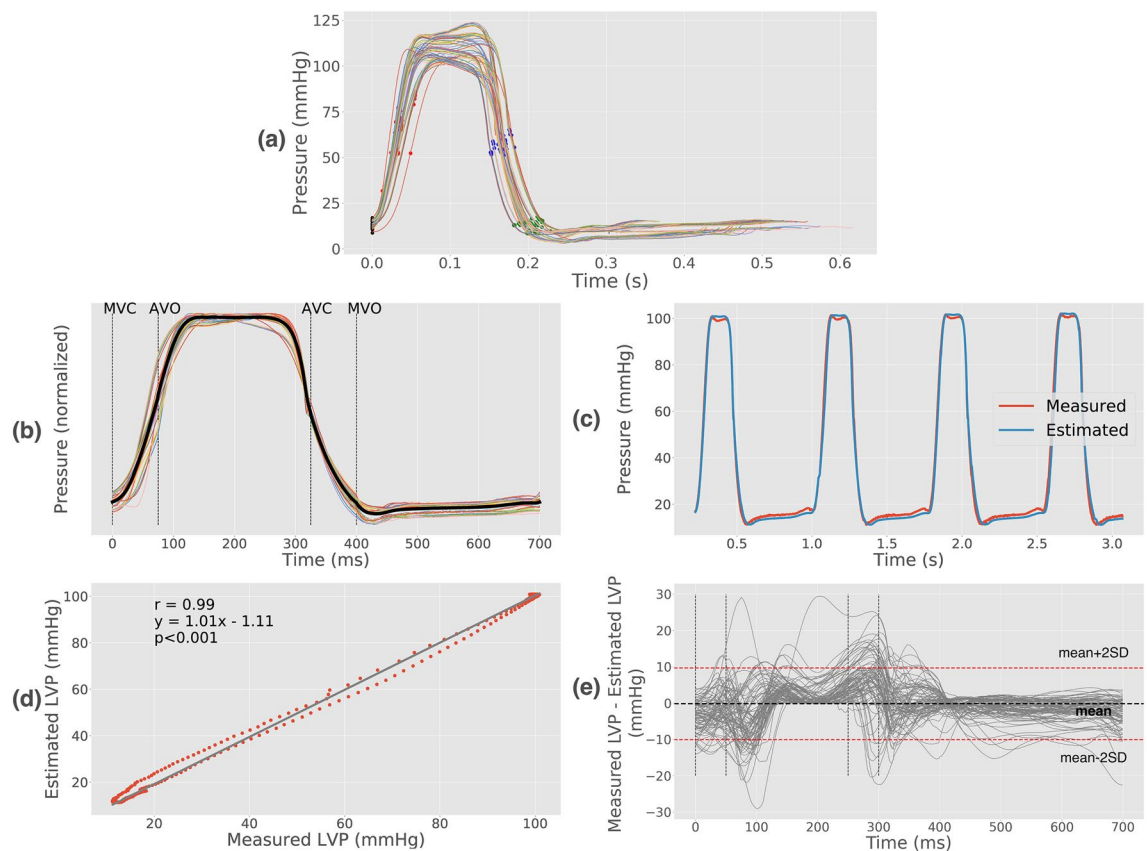 (a)
Pressure (mmHg)
125
100
75
50
25
0
0.0 0.1 0.2 0.3 0.4 0.5 0.6
Time (s)
(b)
Pressure (normalized)
MVC AVO AVC MVO
0 100 200 300 400 500 600 700
Time (ms)
(c)
Pressure (mmHg)
100
80
60
40
20
Measured
Estimated
0.5 1.0 1.5 2.0 2.5 3.0
Time (s)
(d)
Estimated LVP (mmHg)
r = 0.99
y = 1.01x - 1.11
p<0.001
100
80
60
40
20
20 40 60 80 100
Measured LVP (mmHg)
(e)
Measured LVP - Estimated LVP
(mmHg)
30
20
10
0
−10
−20
−30
mean+2SD
mean
mean-2SD
0 100 200 300 400 500 600 700
Time (ms)